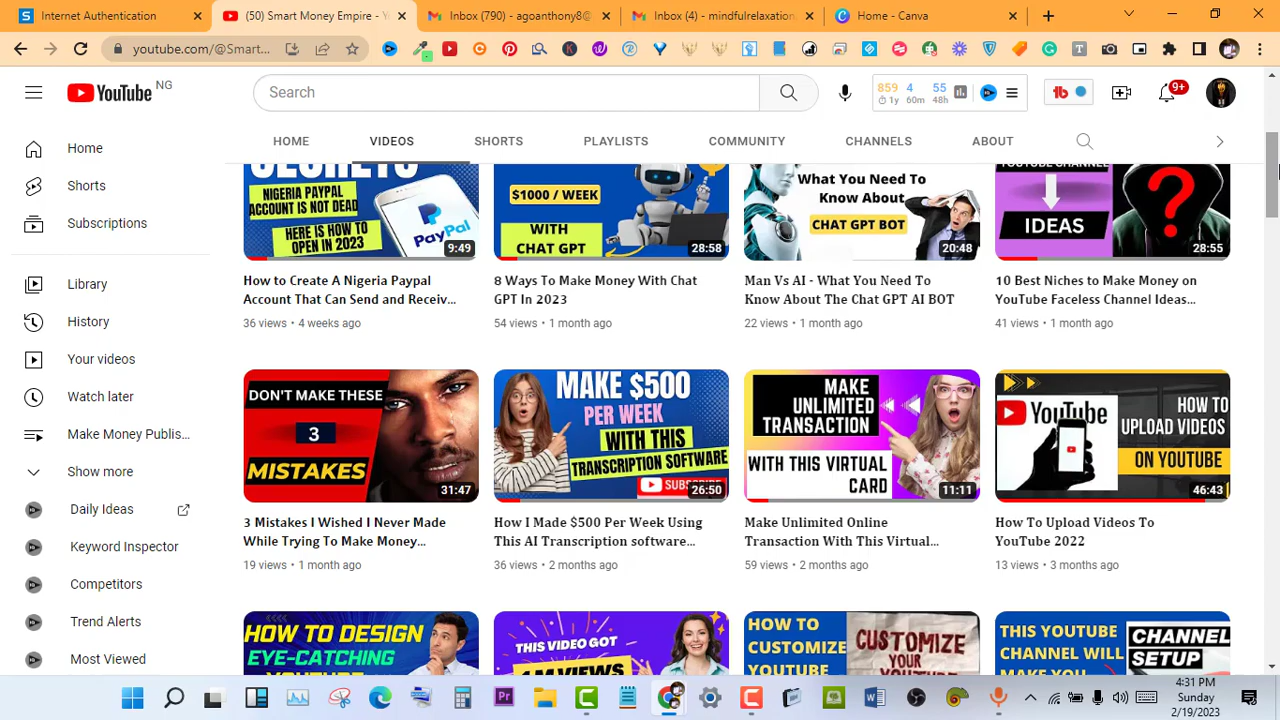 Internet Authentication
(50) Smart Money Empire - Y
Inbox (790) - agoanthony8@
Inbox (4) - mindfulrelaxation
Home - Canva
youtube.com/@Smart...
YouTube NG
Search
859 4 55
1y 60m 48h
tb
9+
HOME VIDEOS SHORTS PLAYLISTS COMMUNITY CHANNELS ABOUT
Home
Shorts
Subscriptions
Library
History
Your videos
Watch later
Make Money Publis...
Show more
Daily Ideas
Keyword Inspector
Competitors
Trend Alerts
Most Viewed
SECRETS
NIGERIA PAYPAL
ACCOUNT IS NOT DEAD
HERE IS HOW TO
OPEN IN 2023
PayPal
9:49
How to Create A Nigeria Paypal
Account That Can Send and Receiv...
36 views • 4 weeks ago
$1000 / WEEK
WITH
CHAT GPT
28:58
8 Ways To Make Money With Chat
GPT In 2023
54 views • 1 month ago
What You Need To
Know About
CHAT GPT BOT
20:48
Man Vs AI - What You Need To
Know About The Chat GPT AI BOT
22 views • 1 month ago
YOUTUBE CHANNEL
IDEAS
?
28:55
10 Best Niches to Make Money on
YouTube Faceless Channel Ideas...
41 views • 1 month ago
DON'T MAKE THESE
3
MISTAKES
31:47
3 Mistakes I Wished I Never Made
While Trying To Make Money...
19 views • 1 month ago
MAKE $500
PER WEEK
WITH THIS
TRANSCRIPTION SOFTWARE
SUBSCR
26:50
How I Made $500 Per Week Using
This AI Transcription software...
36 views • 2 months ago
MAKE
UNLIMITED
TRANSACTION
WITH THIS VIRTUAL
CARD
11:11
Make Unlimited Online
Transaction With This Virtual...
59 views • 2 months ago
YouTube
HOW TO
UPLOAD VIDEOS
ON YOUTUBE
46:43
How To Upload Videos To
YouTube 2022
13 views • 3 months ago
HOW TO DESIGN
EYE-CATCHING
THIS VIDEO GOT
VIEWS
HOW TO
CUSTOMIZE
YOUTUBE
CUSTOMIZE
YOUR
THIS YOUTUBE
CHANNEL WILL
MAKE YOU
CHANNEL
SETUP
Pr
4:31 PM
Sunday
2/19/2023